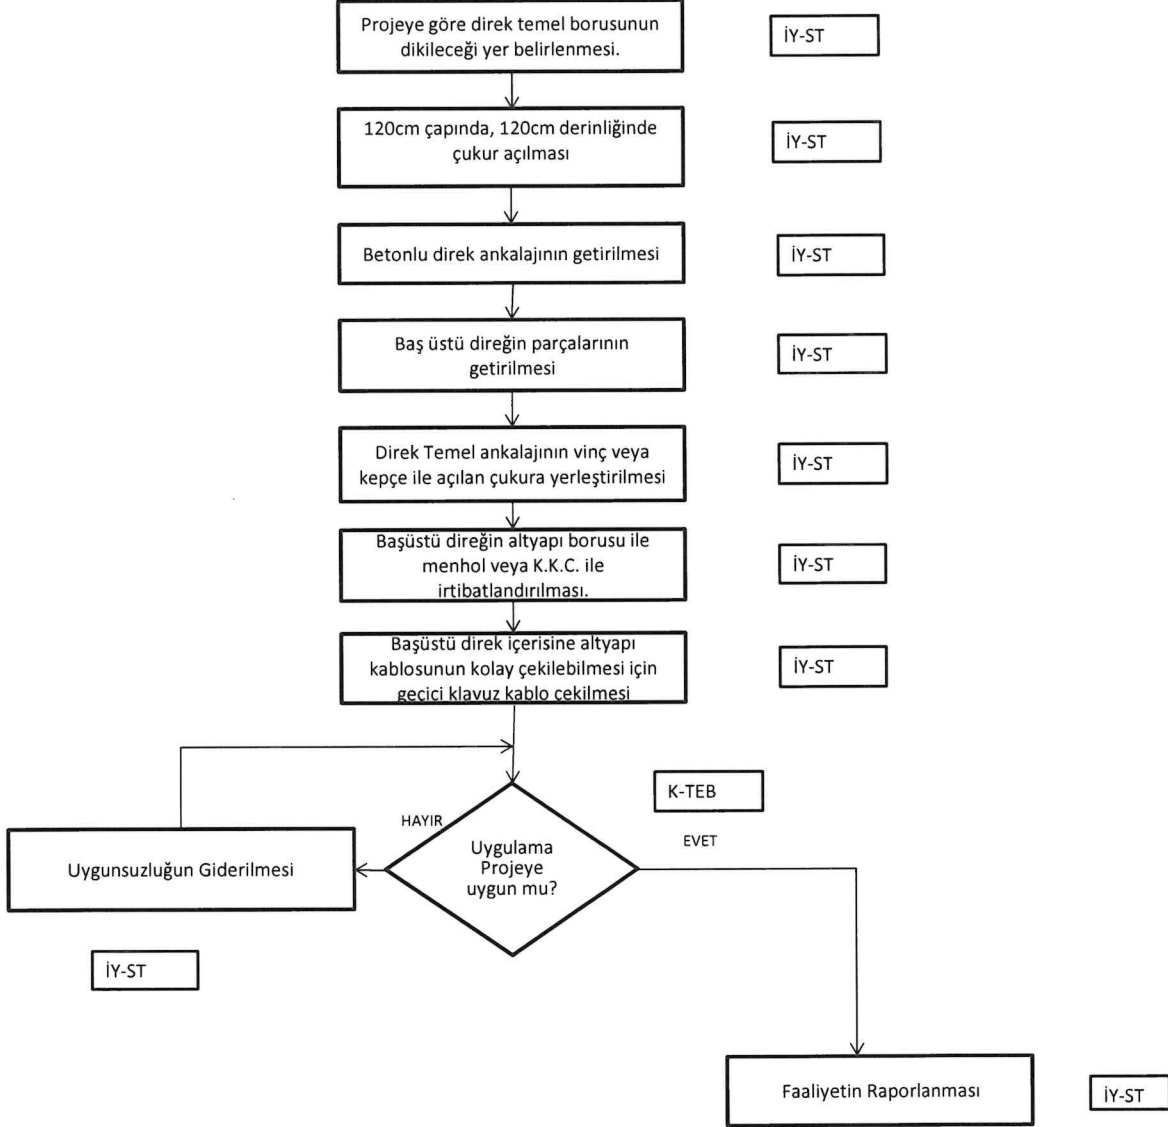 Projeye göre direk temel borusunun
dikileceği yer belirlenmesi.
İY-ST
120cm çapında, 120cm derinliğinde
çukur açılması
İY-ST
Betonlu direk ankalajının getirilmesi
İY-ST
Baş üstü direğin parçalarının
getirilmesi
İY-ST
Direk Temel ankalajının vinç veya
kepçe ile açılan çukura yerleştirilmesi
İY-ST
Başüstü direğin altyapı borusu ile
menhol veya K.K.C. ile
irtibatlandırılması.
İY-ST
Başüstü direk içerisine altyapı
kablosunun kolay çekilebilmesi için
geçici klavuz kablo çekilmesi
İY-ST
K-TEB
HAYIR
EVET
Uygulama
Projeye
uygun mu?
Uygunsuzluğun Giderilmesi
İY-ST
Faaliyetin Raporlanması
İY-ST